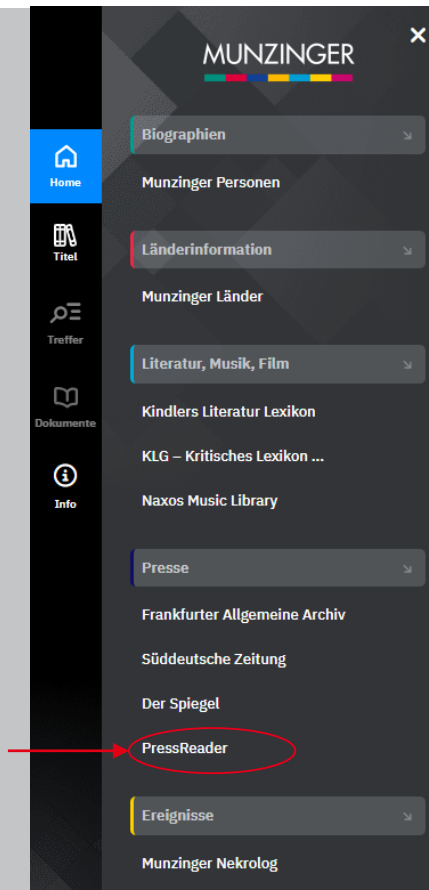 MUNZINGER
Home
Titel
Treffer
Dokumente
Info
Biographien
Munzinger Personen
Länderinformation
Munzinger Länder
Literatur, Musik, Film
Kindlers Literatur Lexikon
KLG – Kritisches Lexikon ...
Naxos Music Library
Presse
Frankfurter Allgemeine Archiv
Süddeutsche Zeitung
Der Spiegel
PressReader
Ereignisse
Munzinger Nekrolog